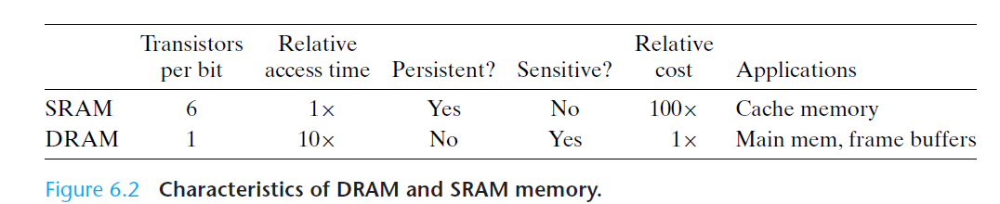 Transistors Relative Relative
per bit access time Persistent? Sensitive? cost Applications
SRAM 6 1× Yes No 100× Cache memory
DRAM 1 10× No Yes 1× Main mem, frame buffers
Figure 6.2 Characteristics of DRAM and SRAM memory.